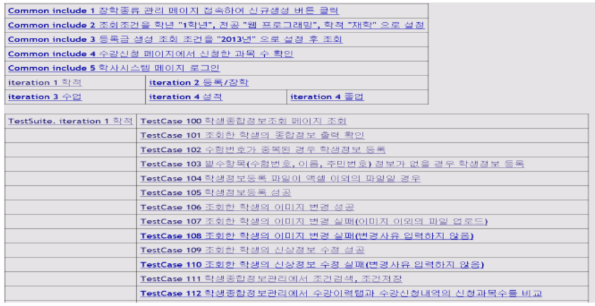 Common include 1 장학종류 관리 페이지 접속하여 신규생성 버튼 클릭
Common include 2 조회조건을 학년 "1학년", 전공 "웹 프로그래밍", 학적 "재학" 으로 설정
Common include 3 등록금 생성 조회 조건을 "2013년" 으로 설정 후 조회
Common include 4 수강신청 페이지에서 신청한 과목 수 확인
Common include 5 학사시스템 페이지 로그인
iteration 1 학적 iteration 2 등록/장학
iteration 3 수업 iteration 4 성적 iteration 4 졸업
TestSuite. iteration 1 학적 TestCase 100 학생종합정보조회 페이지 조회
TestCase 101 조회한 학생의 종합정보 출력 확인
TestCase 102 수험번호가 중복된 경우 학생정보 등록
TestCase 103 필수항목(수험번호, 이름, 주민번호) 정보가 없을 경우 학생정보 등록
TestCase 104 학생정보등록 파일이 엑셀 이외의 파일일 경우
TestCase 105 학생정보등록 성공
TestCase 106 조회한 학생의 이미지 변경 성공
TestCase 107 조회한 학생의 이미지 변경 실패(이미지 이외의 파일 업로드)
TestCase 108 조회한 학생의 이미지 변경 실패(변경사유 입력하지 않음)
TestCase 109 조회한 학생의 신상정보 수정 성공
TestCase 110 조회한 학생의 신상정보 수정 실패(변경사유 입력하지 않음)
TestCase 111 학생종합정보관리에서 조건검색, 조건저장
TestCase 112 학생종합정보관리에서 수강이력탭과 수강신청내역의 신청과목수를 비교